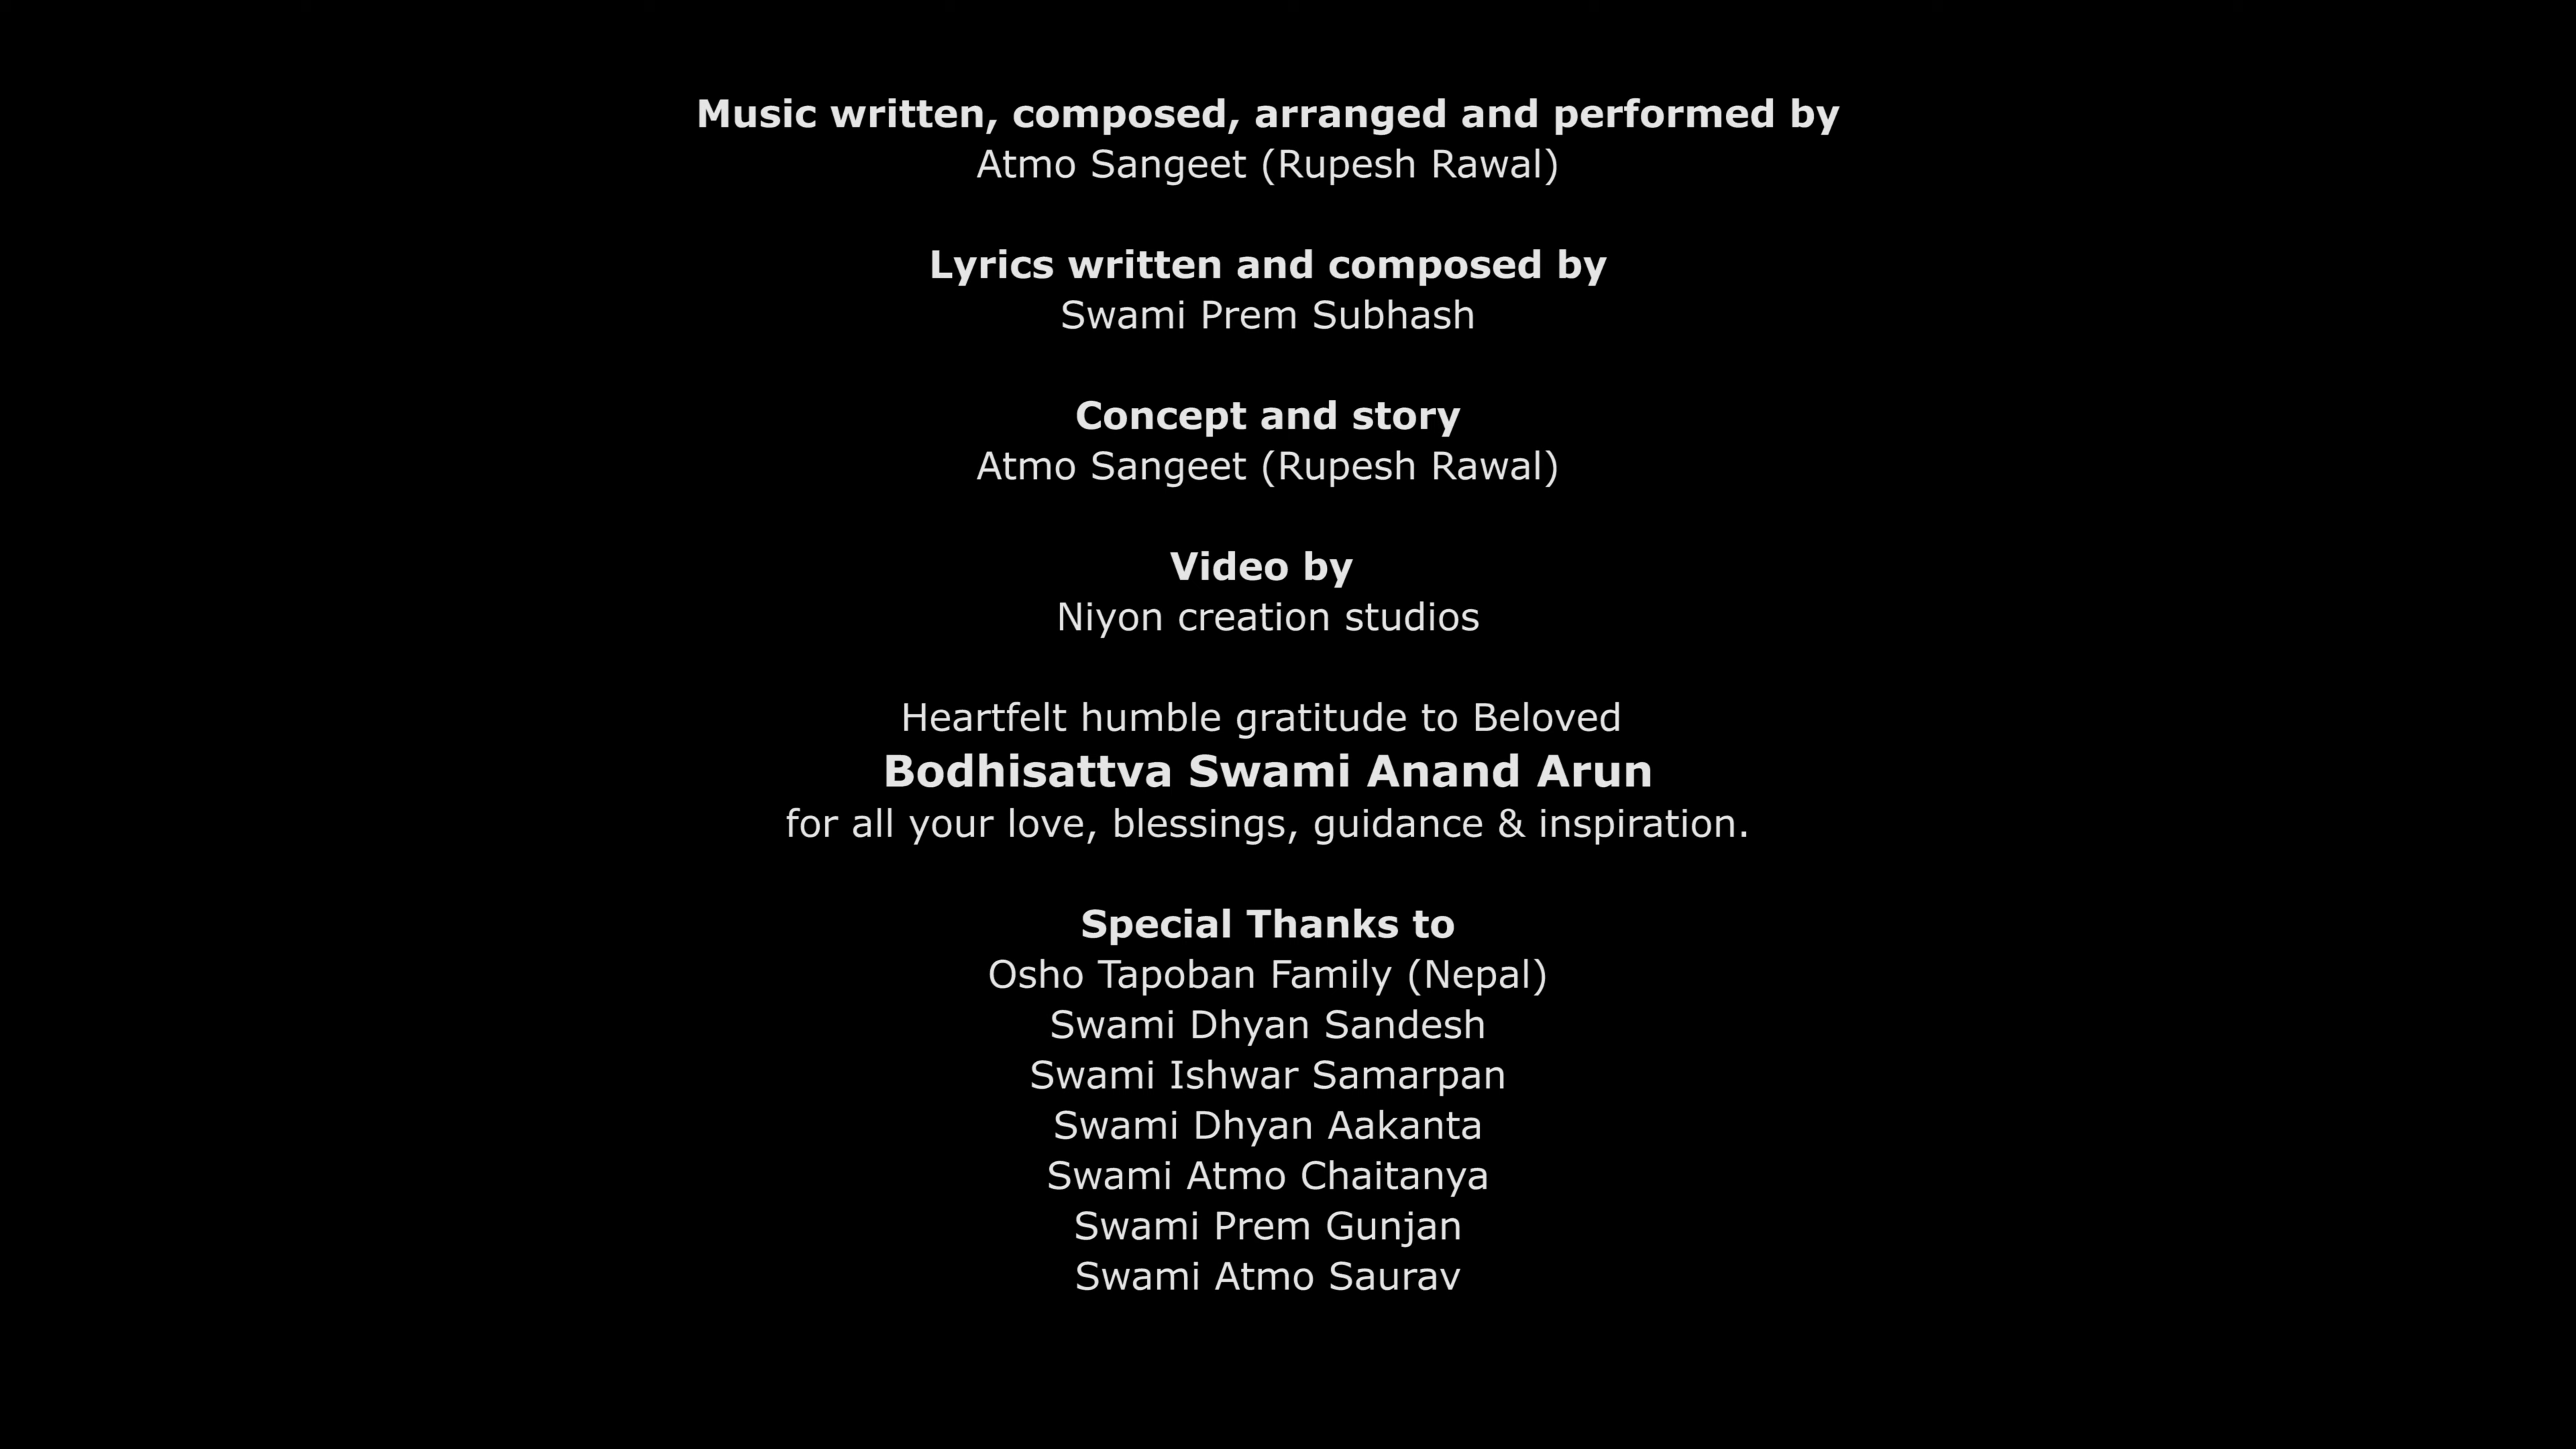 Music written, composed, arranged and performed by
Atmo Sangeet (Rupesh Rawal)
Lyrics written and composed by
Swami Prem Subhash
Concept and story
Atmo Sangeet (Rupesh Rawal)
Video by
Niyon creation studios
Heartfelt humble gratitude to Beloved
Bodhisattva Swami Anand Arun
for all your love, blessings, guidance & inspiration.
Special Thanks to
Osho Tapoban Family (Nepal)
Swami Dhyan Sandesh
Swami Ishwar Samarpan
Swami Dhyan Aakanta
Swami Atmo Chaitanya
Swami Prem Gunjan
Swami Atmo Saurav